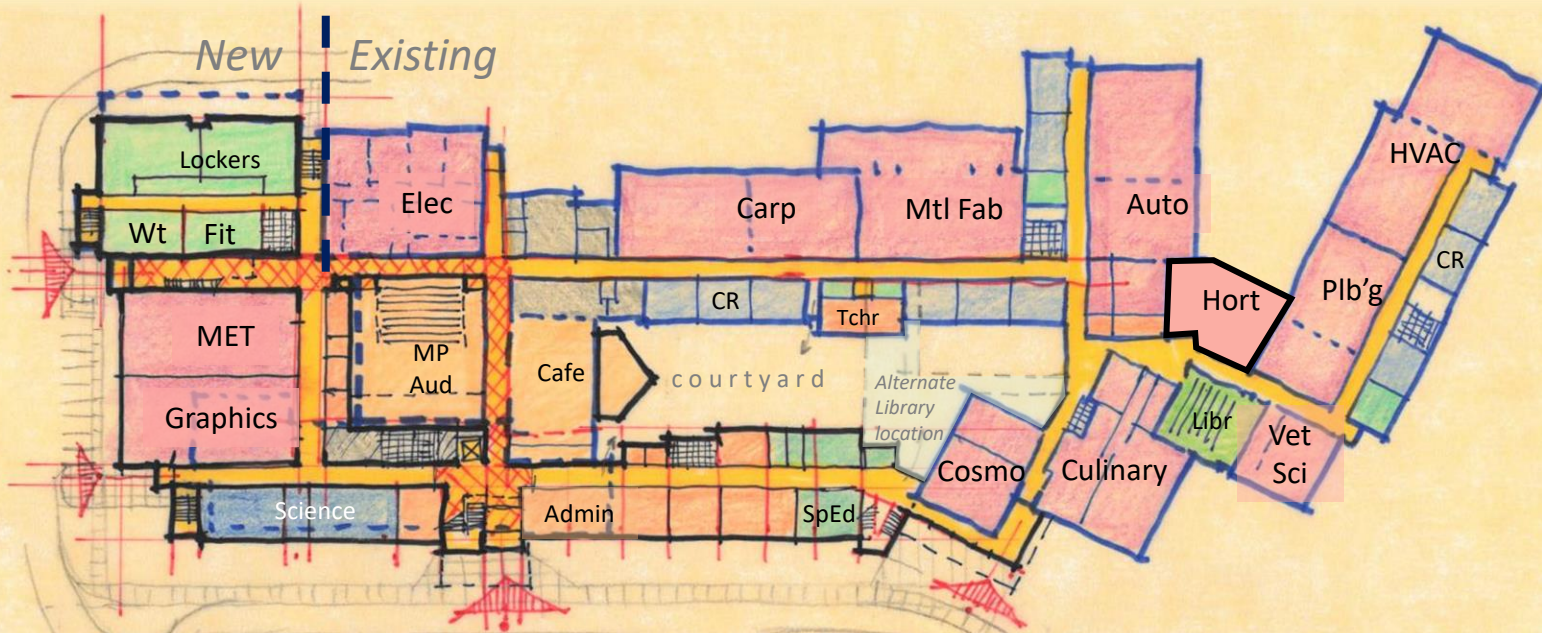 New
Existing
Lockers
Elec
Wt
Fit
Carp
Mtl Fab
Auto
HVAC
CR
MET
Graphics
MP
Aud
Cafe
CR
Tchr
courtyard
Alternate
Library
location
Hort
Plb'g
Libr
Vet
Sci
Cosmo
Culinary
Science
Admin
SpEd